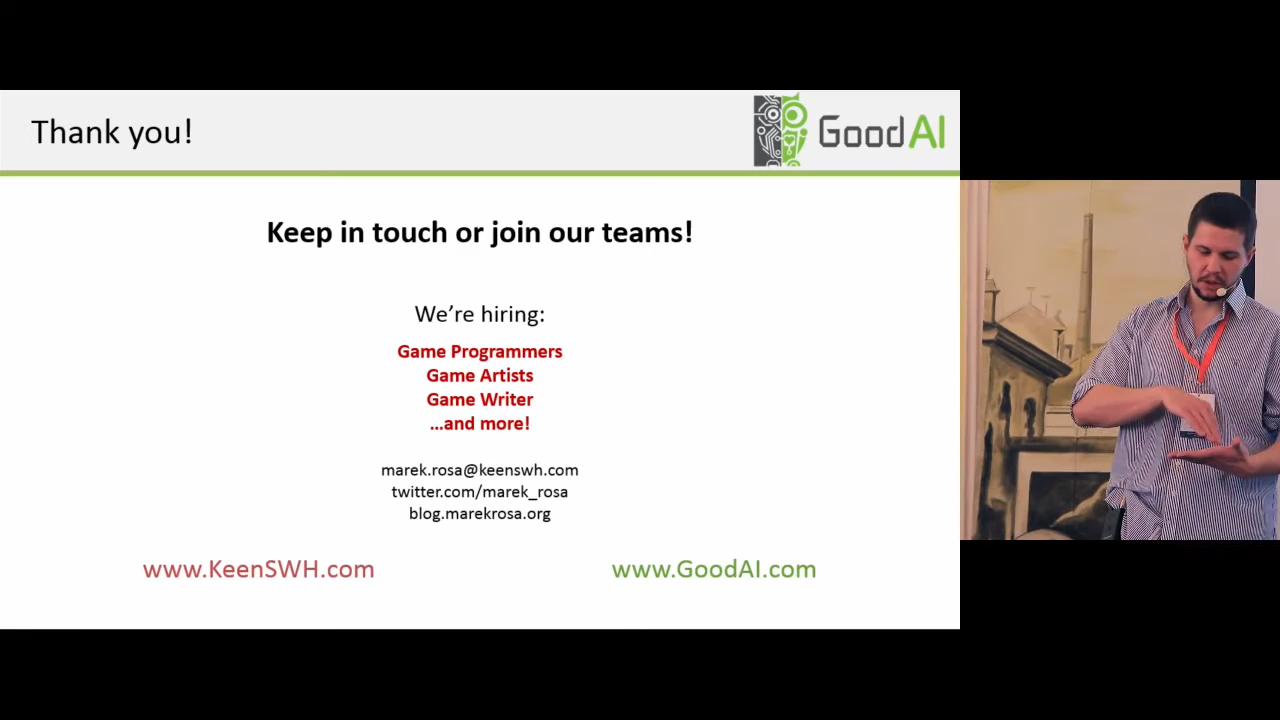 Thank you!
GoodAI
Keep in touch or join our teams!
We're hiring:
Game Programmers
Game Artists
Game Writer
...and more!
marek.rosa@keenswh.com
twitter.com/marek_rosa
blog.marekrosa.org
www.KeenSWH.com
www.GoodAI.com